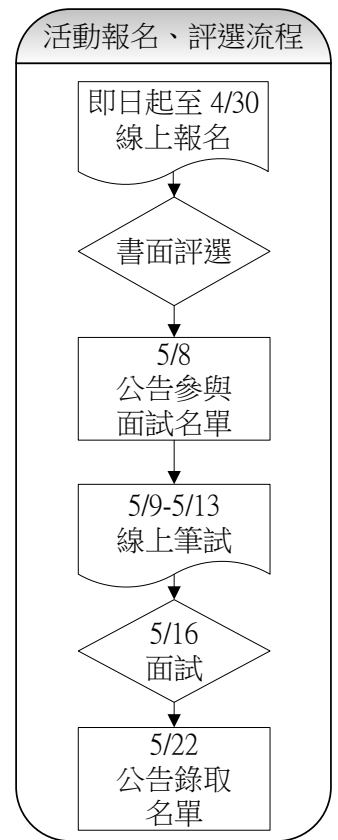 活動報名、評選流程
即日起至 4/30
線上報名
書面評選
5/8
公告參與
面試名單
5/9-5/13
線上筆試
5/16
面試
5/22
公告錄取
名單